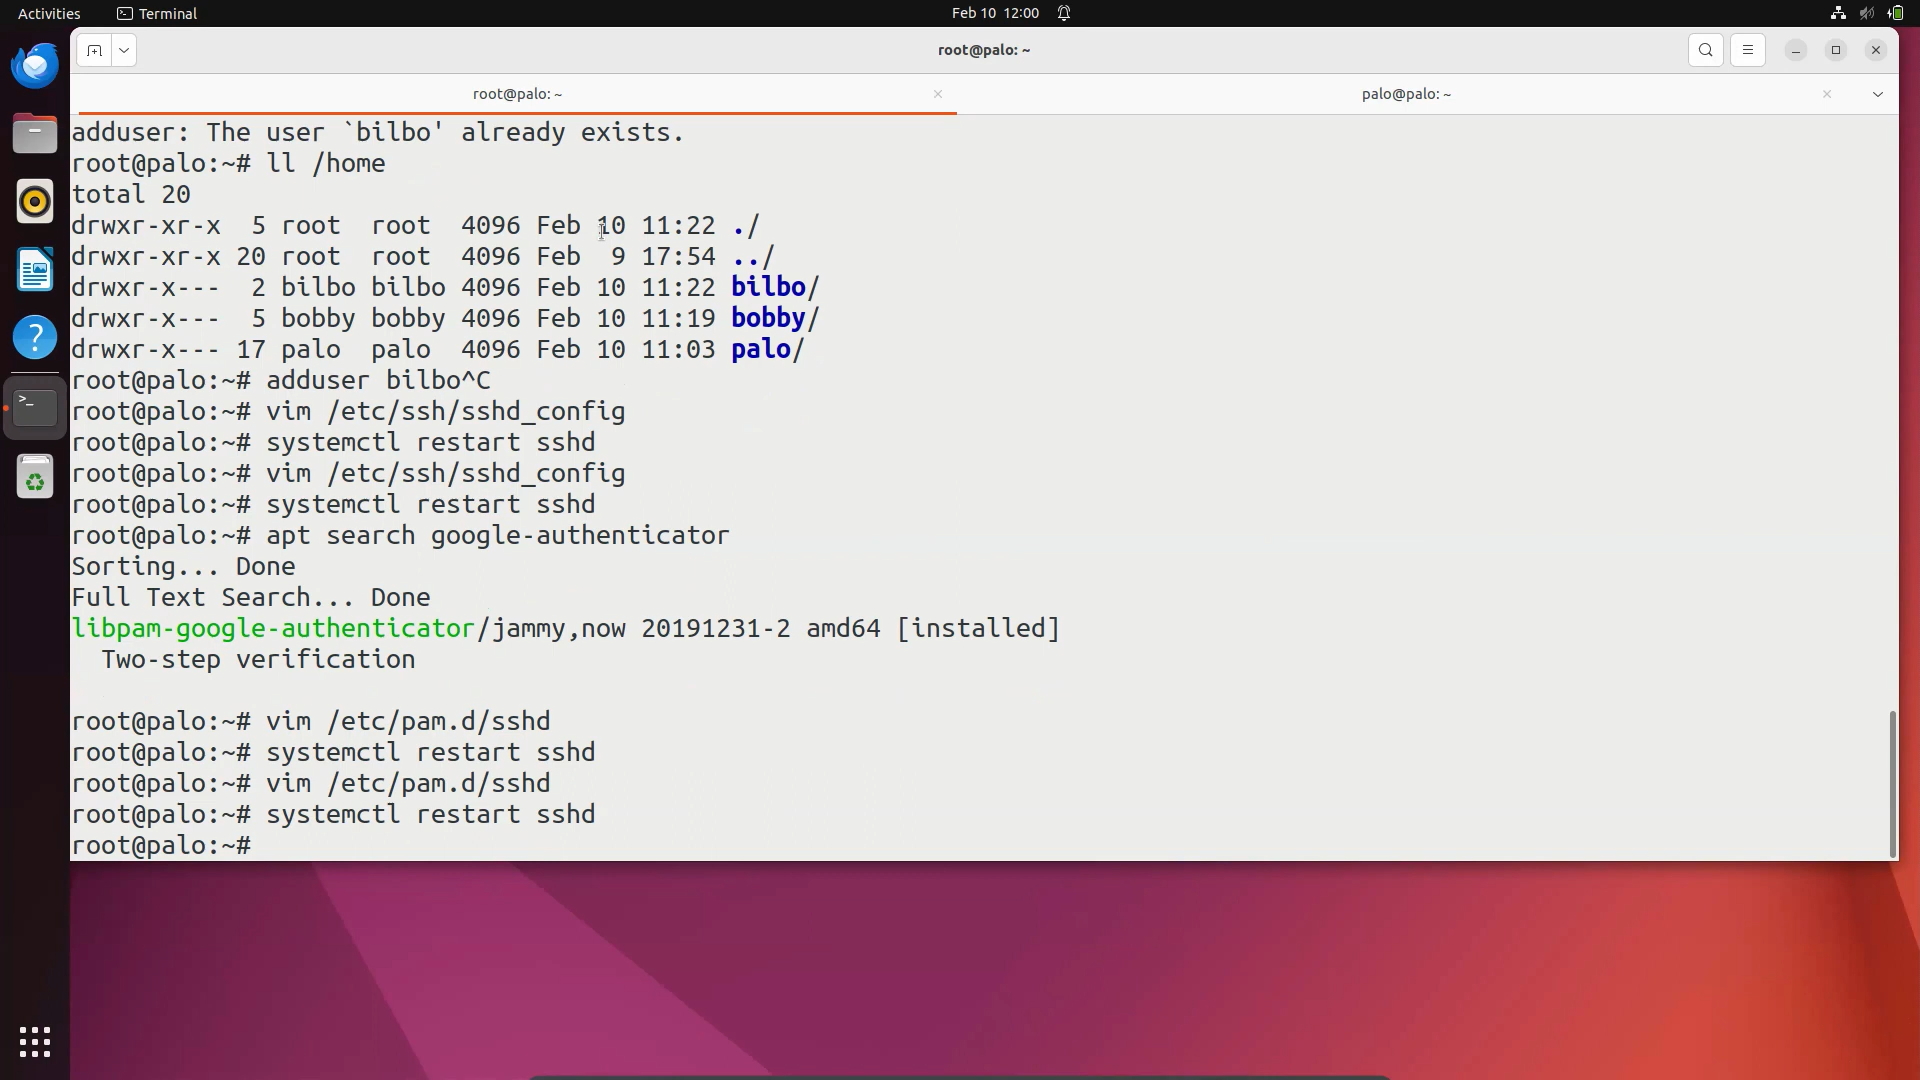 Activities
Terminal
Feb 10 12:00
root@palo: ~
root@palo: ~
palo@palo: ~
adduser: The user `bilbo' already exists.
root@palo:~# ll /home
total 20
drwxr-xr-x  5 root  root  4096 Feb 10 11:22 ./
drwxr-xr-x 20 root  root  4096 Feb  9 17:54 ../
drwxr-x---  2 bilbo bilbo 4096 Feb 10 11:22 bilbo/
drwxr-x---  5 bobby bobby 4096 Feb 10 11:19 bobby/
drwxr-x--- 17 palo  palo  4096 Feb 10 11:03 palo/
root@palo:~# adduser bilbo^C
root@palo:~# vim /etc/ssh/sshd_config
root@palo:~# systemctl restart sshd
root@palo:~# vim /etc/ssh/sshd_config
root@palo:~# systemctl restart sshd
root@palo:~# apt search google-authenticator
Sorting... Done
Full Text Search... Done
libpam-google-authenticator/jammy,now 20191231-2 amd64 [installed]
  Two-step verification
root@palo:~# vim /etc/pam.d/sshd
root@palo:~# systemctl restart sshd
root@palo:~# vim /etc/pam.d/sshd
root@palo:~# systemctl restart sshd
root@palo:~#